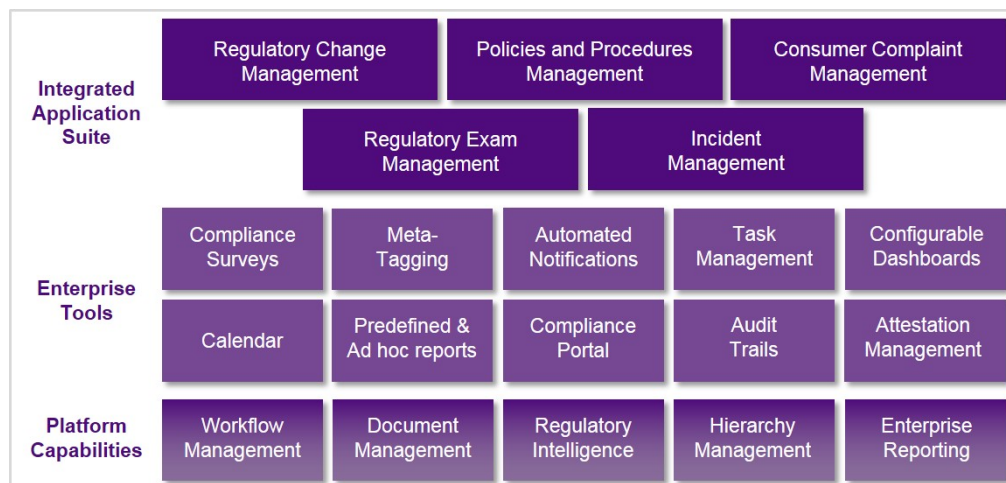 Integrated
Application
Suite
Regulatory Change
Management
Policies and Procedures
Management
Consumer Complaint
Management
Regulatory Exam
Management
Incident
Management
Enterprise
Tools
Compliance
Surveys
Meta-
Tagging
Automated
Notifications
Task
Management
Configurable
Dashboards
Calendar
Predefined &
Ad hoc reports
Compliance
Portal
Audit
Trails
Attestation
Management
Platform
Capabilities
Workflow
Management
Document
Management
Regulatory
Intelligence
Hierarchy
Management
Enterprise
Reporting